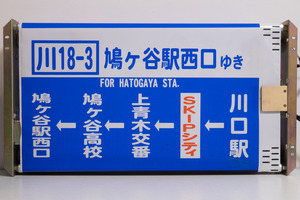 川18-3 鳩ヶ谷駅西口ゆき
FOR HATOGAYA STA.
川口駅
←
SKIPシティ
←
上青木交番
←
鳩ヶ谷高校
←
鳩ヶ谷駅西口